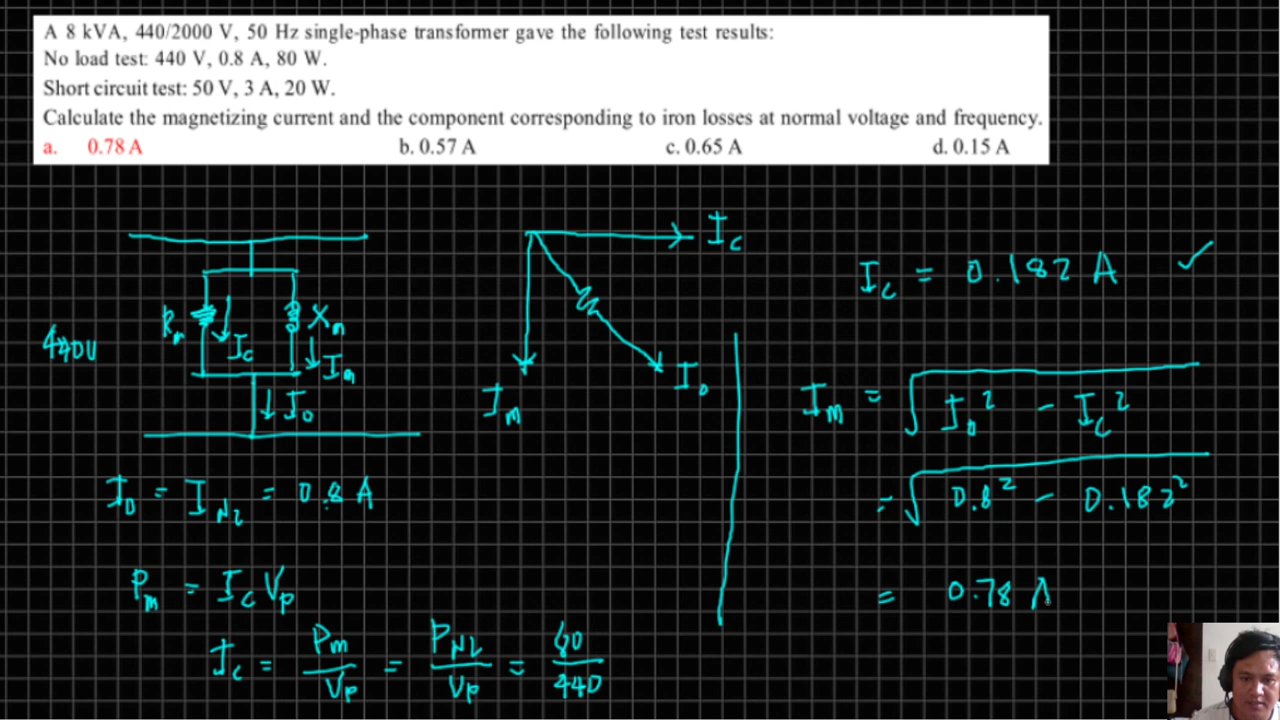 A 8 kVA, 440/2000 V, 50 Hz single-phase transformer gave the following test results:
No load test: 440 V, 0.8 A, 80 W.
Short circuit test: 50 V, 3 A, 20 W.
Calculate the magnetizing current and the component corresponding to iron losses at normal voltage and frequency.
a. 0.78 A b. 0.57 A c. 0.65 A d. 0.15 A
440V
Rm
Ic
Xm
Im
I0
Ic
Im
I0
I0 = INL = 0.8 A
Pm = Ic Vp
Ic = Pm/Vp = PNL/Vp = 80/440
Ic = 0.182 A ✓
Im = √I0² - Ic²
= √0.8² - 0.182²
= 0.78 A